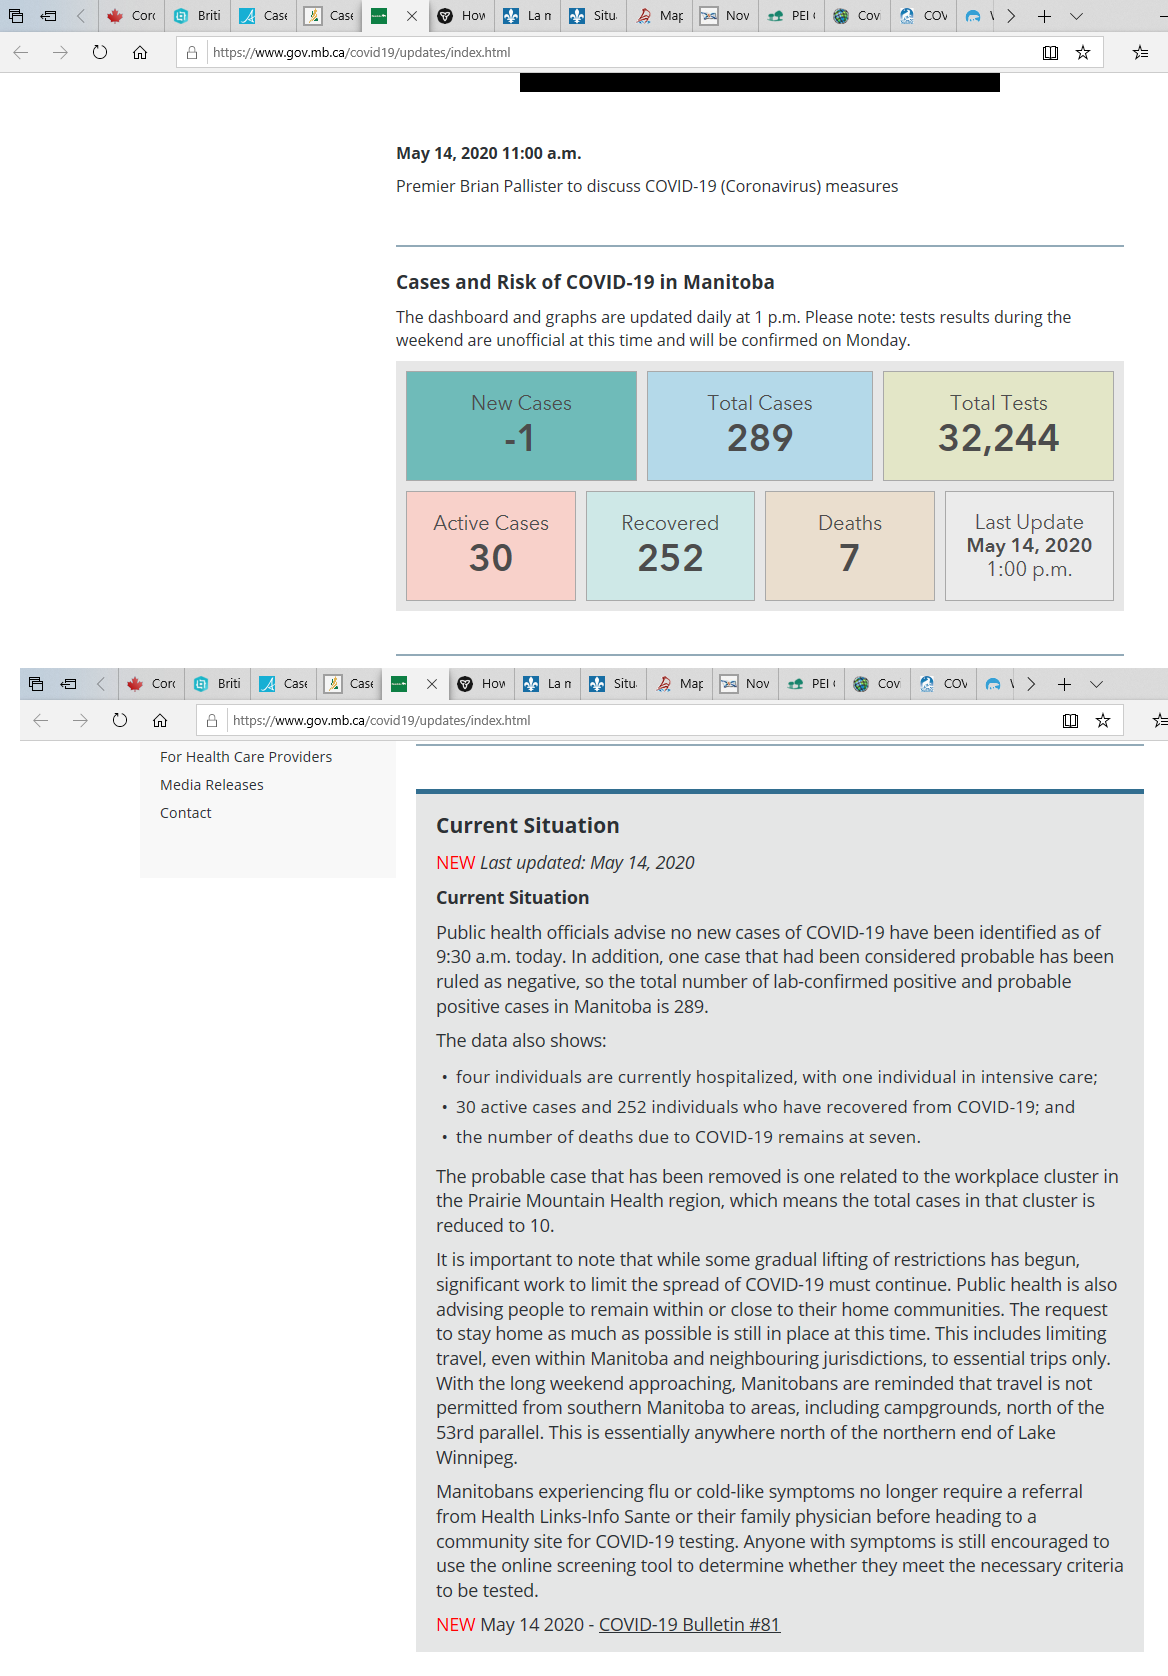 Corc
Briti
Case
Case
How
La n
Situ
Map
Nov
PEI (
Cov
COV
https://www.gov.mb.ca/covid19/updates/index.html
May 14, 2020 11:00 a.m.
Premier Brian Pallister to discuss COVID-19 (Coronavirus) measures
Cases and Risk of COVID-19 in Manitoba
The dashboard and graphs are updated daily at 1 p.m. Please note: tests results during the
weekend are unofficial at this time and will be confirmed on Monday.
New Cases
-1
Total Cases
289
Total Tests
32,244
Active Cases
30
Recovered
252
Deaths
7
Last Update
May 14, 2020
1:00 p.m.
Corc
Briti
Case
Case
How
La n
Situ
Map
Nov
PEI (
Cov
COV
https://www.gov.mb.ca/covid19/updates/index.html
For Health Care Providers
Media Releases
Contact
Current Situation
NEW Last updated: May 14, 2020
Current Situation
Public health officials advise no new cases of COVID-19 have been identified as of
9:30 a.m. today. In addition, one case that had been considered probable has been
ruled as negative, so the total number of lab-confirmed positive and probable
positive cases in Manitoba is 289.
The data also shows:
• four individuals are currently hospitalized, with one individual in intensive care;
• 30 active cases and 252 individuals who have recovered from COVID-19; and
• the number of deaths due to COVID-19 remains at seven.
The probable case that has been removed is one related to the workplace cluster in
the Prairie Mountain Health region, which means the total cases in that cluster is
reduced to 10.
It is important to note that while some gradual lifting of restrictions has begun,
significant work to limit the spread of COVID-19 must continue. Public health is also
advising people to remain within or close to their home communities. The request
to stay home as much as possible is still in place at this time. This includes limiting
travel, even within Manitoba and neighbouring jurisdictions, to essential trips only.
With the long weekend approaching, Manitobans are reminded that travel is not
permitted from southern Manitoba to areas, including campgrounds, north of the
53rd parallel. This is essentially anywhere north of the northern end of Lake
Winnipeg.
Manitobans experiencing flu or cold-like symptoms no longer require a referral
from Health Links-Info Sante or their family physician before heading to a
community site for COVID-19 testing. Anyone with symptoms is still encouraged to
use the online screening tool to determine whether they meet the necessary criteria
to be tested.
NEW May 14 2020 - COVID-19 Bulletin #81